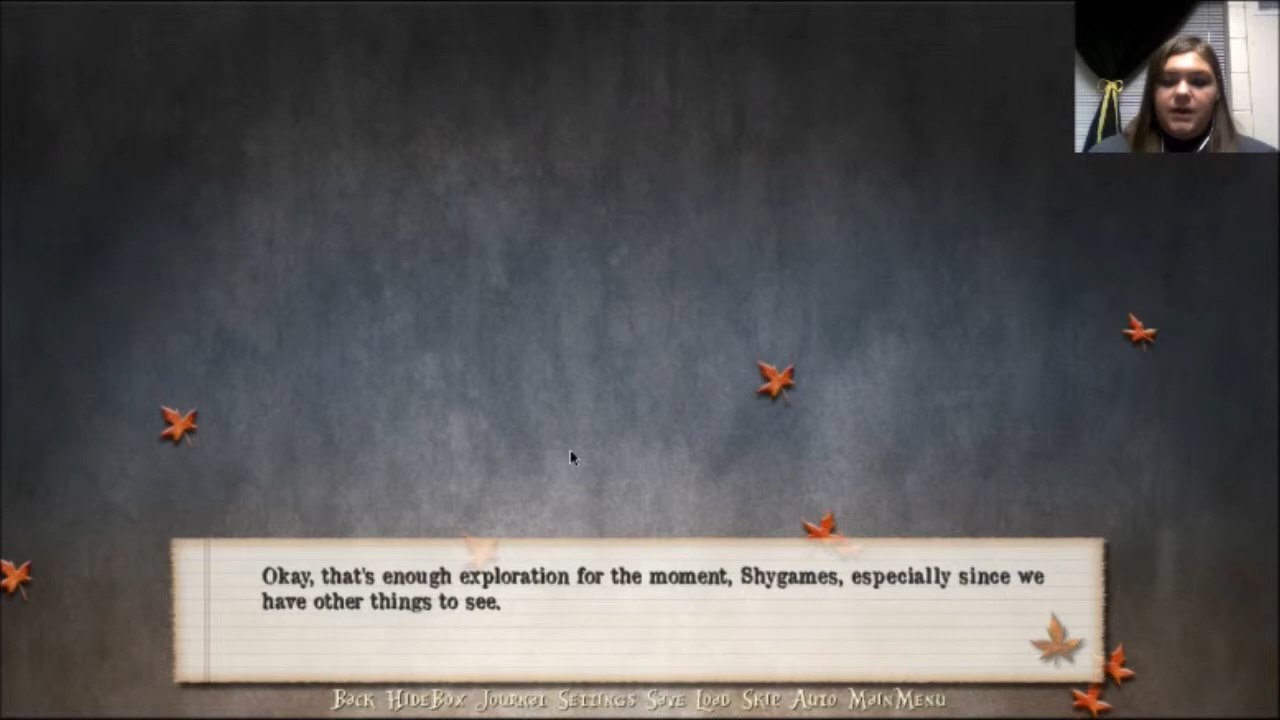 Okay, that's enough exploration for the moment, Shygames, especially since we
have other things to see.
Back HideBox Journal Settings Save Load Skip Auto MainMenu